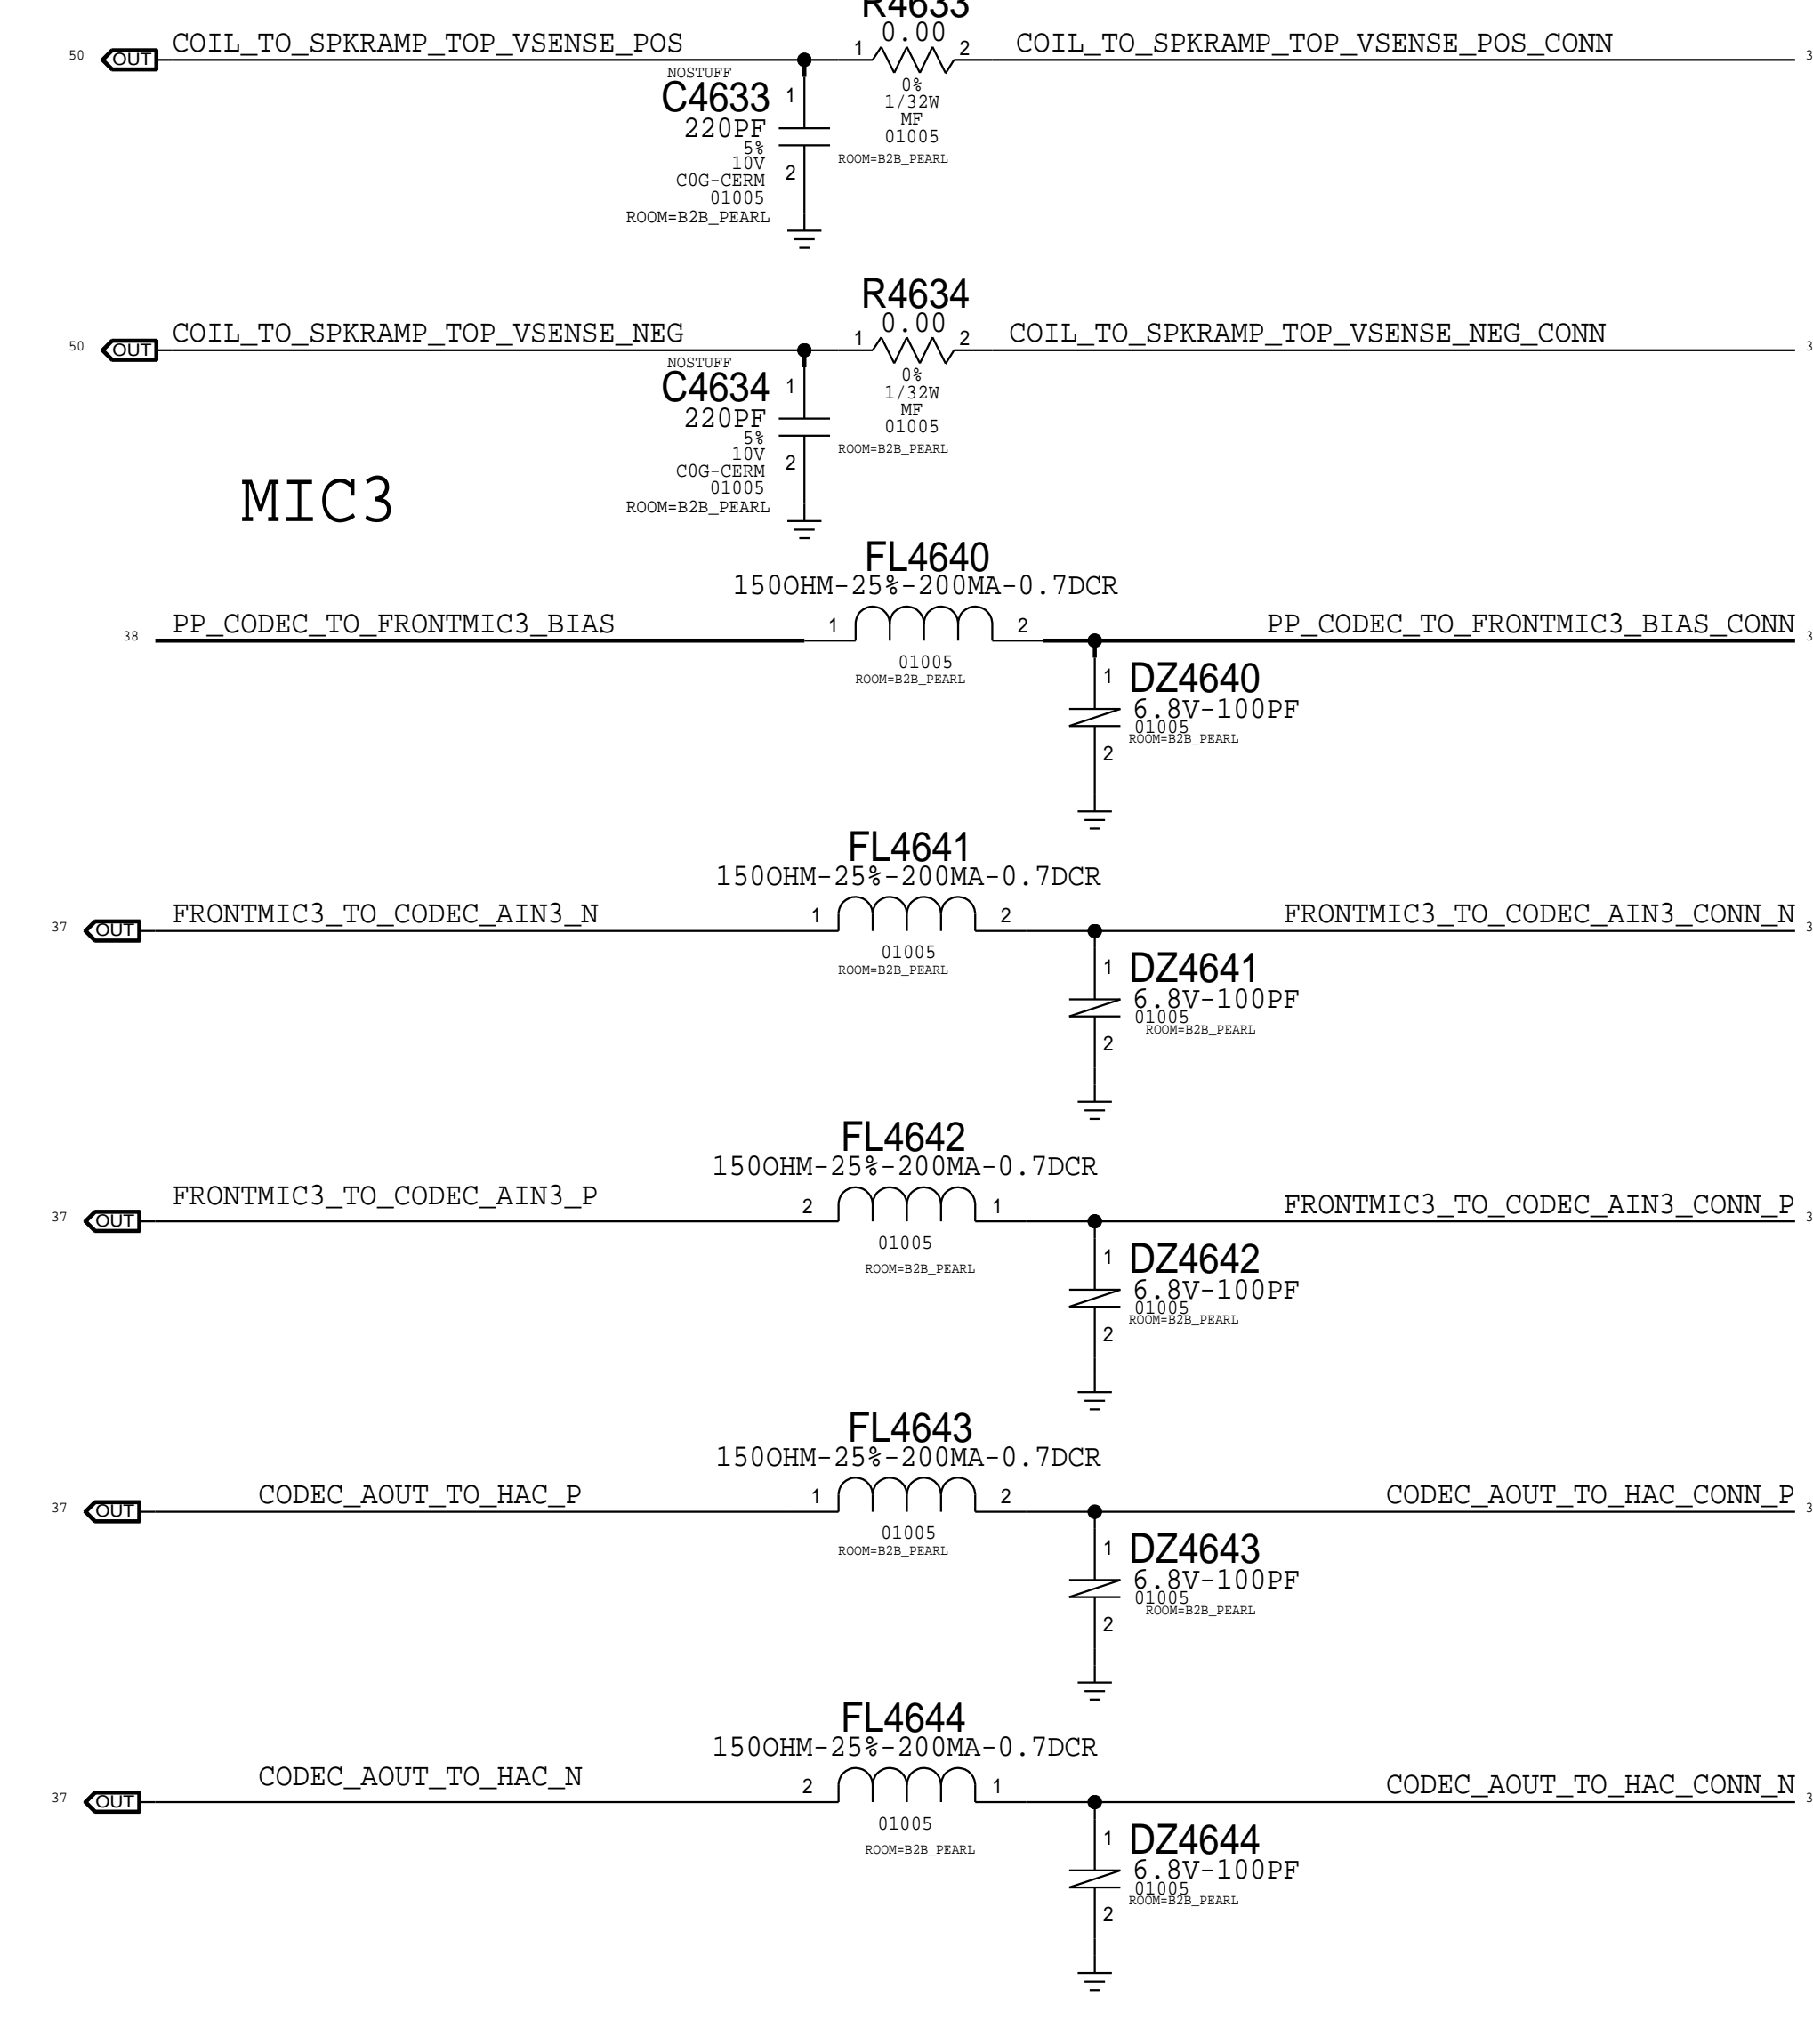 R4633
0.00
50 OUT COIL_TO_SPKRAMP_TOP_VSENSE_POS 1 2 COIL_TO_SPKRAMP_TOP_VSENSE_POS_CONN 3
NOSTUFF
C4633 1
220PF
5%
10V
C0G-CERM 2
01005
ROOM=B2B_PEARL
0%
1/32W
MF
01005
ROOM=B2B_PEARL
R4634
0.00
50 OUT COIL_TO_SPKRAMP_TOP_VSENSE_NEG 1 2 COIL_TO_SPKRAMP_TOP_VSENSE_NEG_CONN 3
NOSTUFF
C4634 1
220PF
5%
10V
C0G-CERM 2
01005
ROOM=B2B_PEARL
0%
1/32W
MF
01005
ROOM=B2B_PEARL
MIC3
FL4640
150OHM-25%-200MA-0.7DCR
38 PP_CODEC_TO_FRONTMIC3_BIAS 1 2 PP_CODEC_TO_FRONTMIC3_BIAS_CONN 3
01005
ROOM=B2B_PEARL
1 DZ4640
6.8V-100PF
01005
ROOM=B2B_PEARL
2
FL4641
150OHM-25%-200MA-0.7DCR
37 OUT FRONTMIC3_TO_CODEC_AIN3_N 1 2 FRONTMIC3_TO_CODEC_AIN3_CONN_N 3
01005
ROOM=B2B_PEARL
1 DZ4641
6.8V-100PF
01005
ROOM=B2B_PEARL
2
FL4642
150OHM-25%-200MA-0.7DCR
37 OUT FRONTMIC3_TO_CODEC_AIN3_P 2 1 FRONTMIC3_TO_CODEC_AIN3_CONN_P 3
01005
ROOM=B2B_PEARL
1 DZ4642
6.8V-100PF
01005
ROOM=B2B_PEARL
2
FL4643
150OHM-25%-200MA-0.7DCR
37 OUT CODEC_AOUT_TO_HAC_P 1 2 CODEC_AOUT_TO_HAC_CONN_P 3
01005
ROOM=B2B_PEARL
1 DZ4643
6.8V-100PF
01005
ROOM=B2B_PEARL
2
FL4644
150OHM-25%-200MA-0.7DCR
37 OUT CODEC_AOUT_TO_HAC_N 2 1 CODEC_AOUT_TO_HAC_CONN_N 3
01005
ROOM=B2B_PEARL
1 DZ4644
6.8V-100PF
01005
ROOM=B2B_PEARL
2